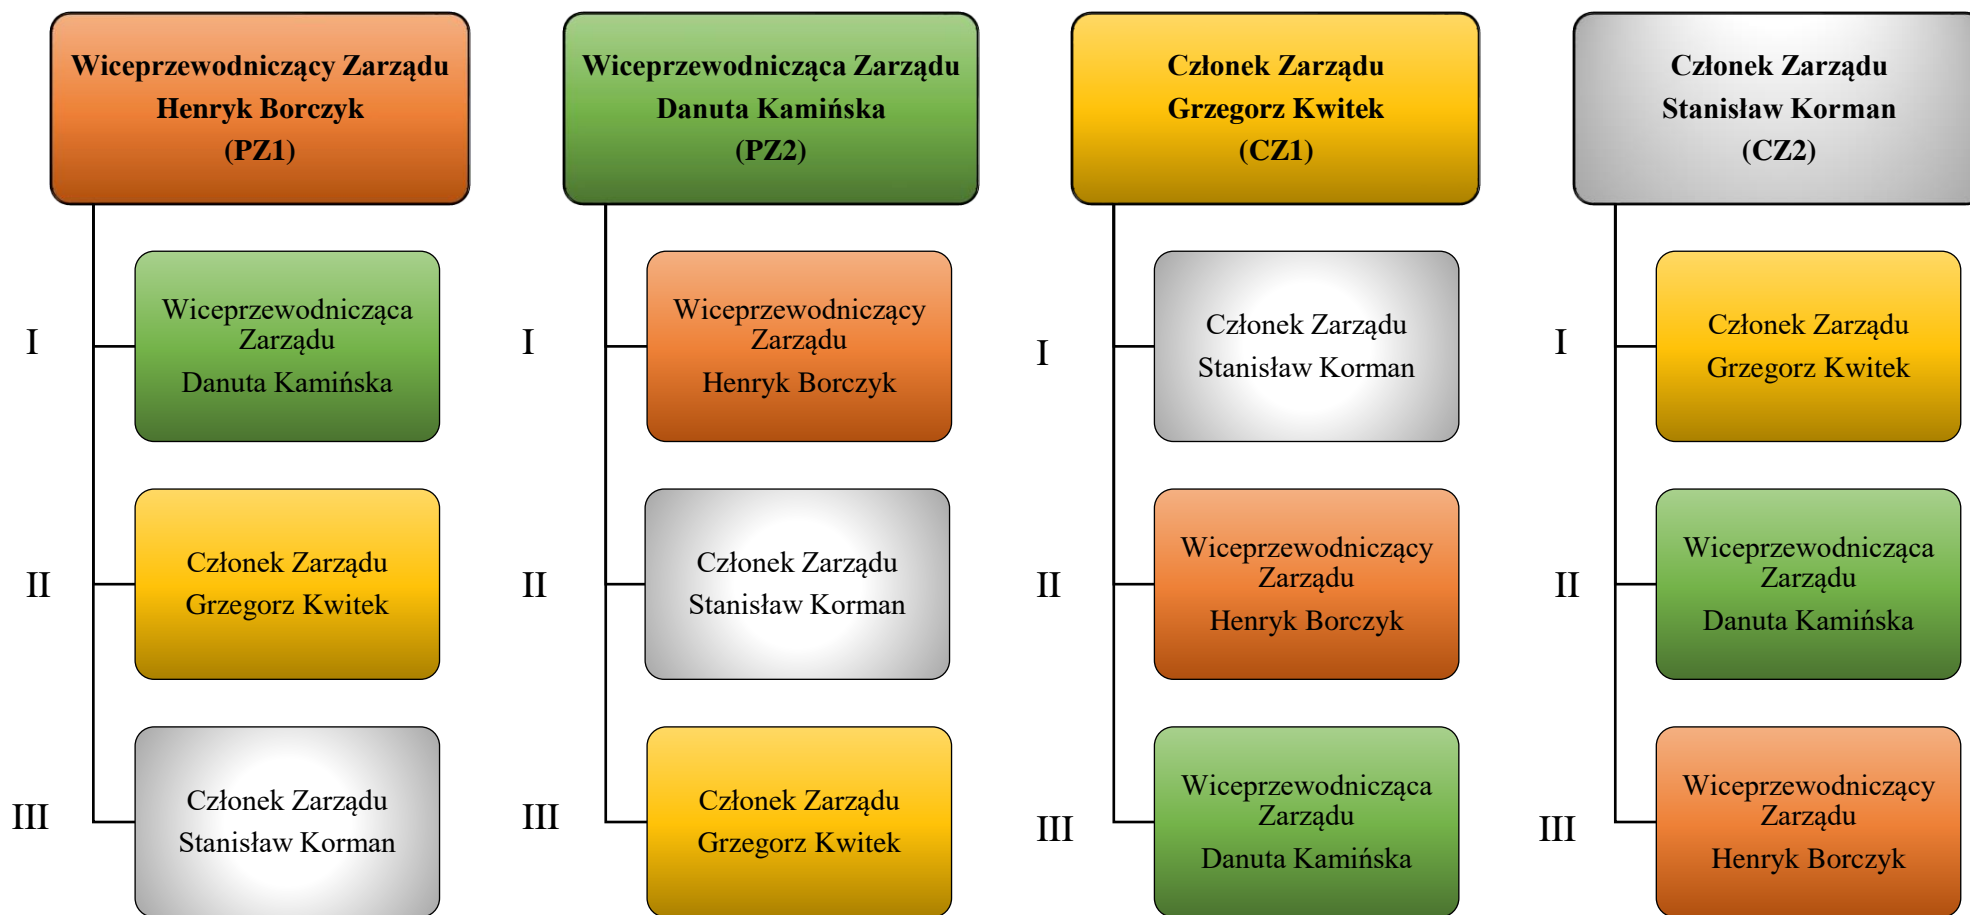 Wiceprzewodniczący Zarządu
Henryk Borczyk
(PZ1)
I
Wiceprzewodnicząca
Zarządu
Danuta Kamińska
II
Członek Zarządu
Grzegorz Kwitek
III
Członek Zarządu
Stanisław Korman
Wiceprzewodnicząca Zarządu
Danuta Kamińska
(PZ2)
I
Wiceprzewodniczący
Zarządu
Henryk Borczyk
II
Członek Zarządu
Stanisław Korman
III
Członek Zarządu
Grzegorz Kwitek
Członek Zarządu
Grzegorz Kwitek
(CZ1)
I
Członek Zarządu
Stanisław Korman
II
Wiceprzewodniczący
Zarządu
Henryk Borczyk
III
Wiceprzewodnicząca
Zarządu
Danuta Kamińska
Członek Zarządu
Stanisław Korman
(CZ2)
I
Członek Zarządu
Grzegorz Kwitek
II
Wiceprzewodnicząca
Zarządu
Danuta Kamińska
III
Wiceprzewodniczący
Zarządu
Henryk Borczyk